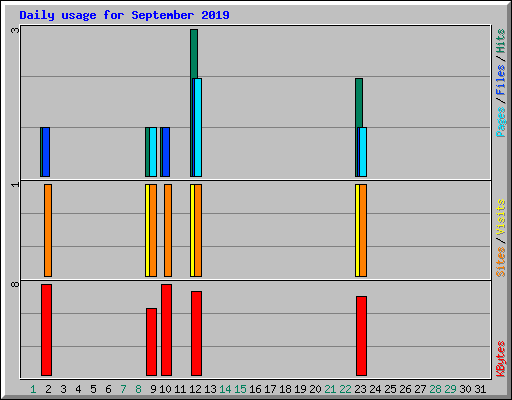 Daily usage for September 2019
3
Pages / Files / Hits
1
Sites / Visits
8
KBytes
1 2 3 4 5 6 7 8 9 10 11 12 13 14 15 16 17 18 19 20 21 22 23 24 25 26 27 28 29 30 31